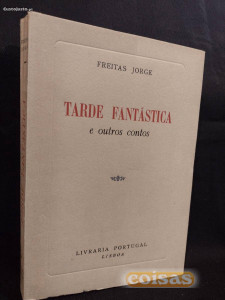 FREITAS JORGE
TARDE FANTÁSTICA
e outros contos
LIVRARIA PORTUGAL
LISBOA
coisas